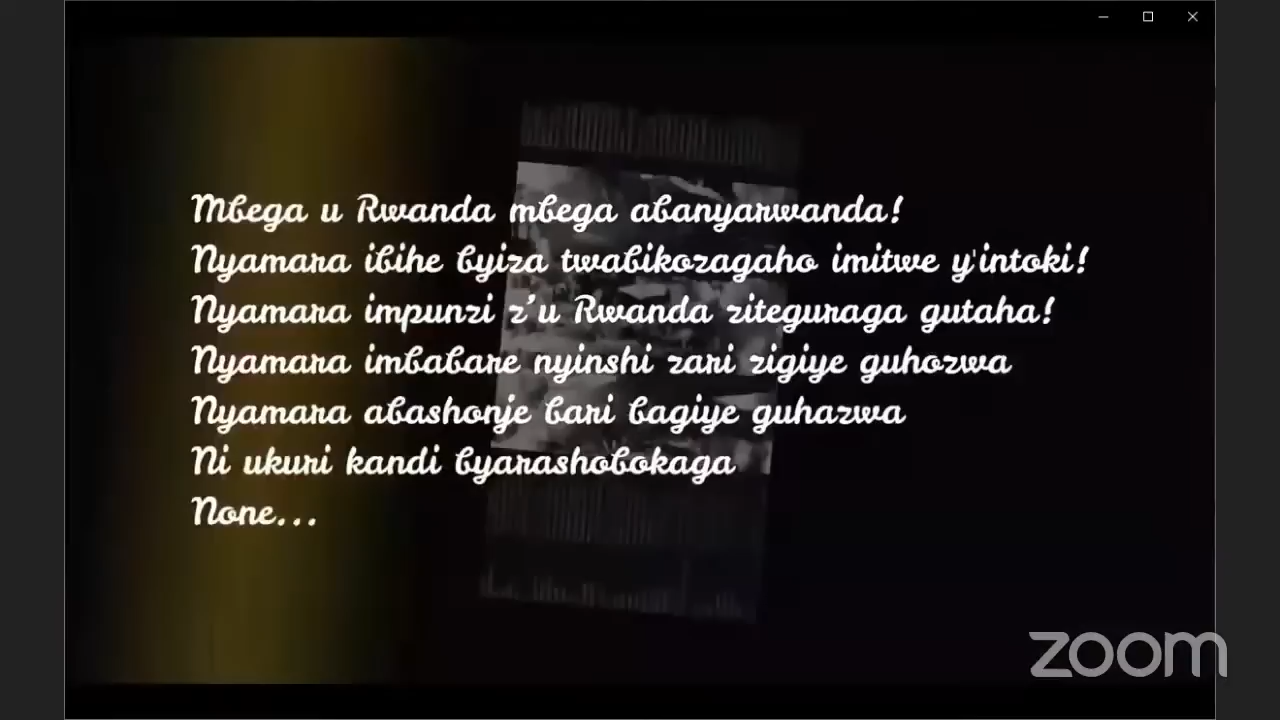 Mbega u Rwanda mbega abanyarwanda!
Nyamara ibihe byiza twabikozagaho imitwe y'intoki!
Nyamara impunzi z’u Rwanda ziteguraga gutaha!
Nyamara imbabare nyinshi zari zigiye guhozwa
Nyamara abashonje bari bagiye guhazwa
Ni ukuri kandi byarashobokaga
None...
zoom